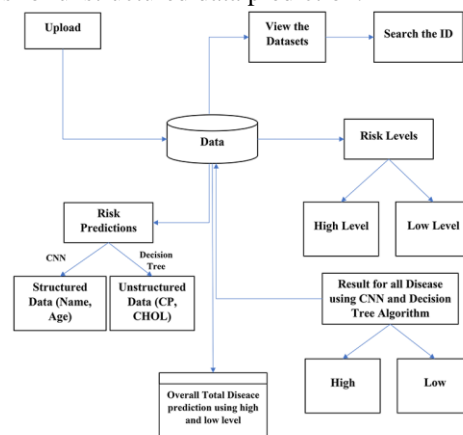 Upload
View the
Datasets
Search the ID
Data
Risk Levels
High Level
Low Level
Risk
Predictions
CNN
Decision
Tree
Structured
Data (Name,
Age)
Unstructured
Data (CP,
CHOL)
Result for all Disease
using CNN and Decision
Tree Algorithm
High
Low
Overall Total Diseace
prediction using high
and low level